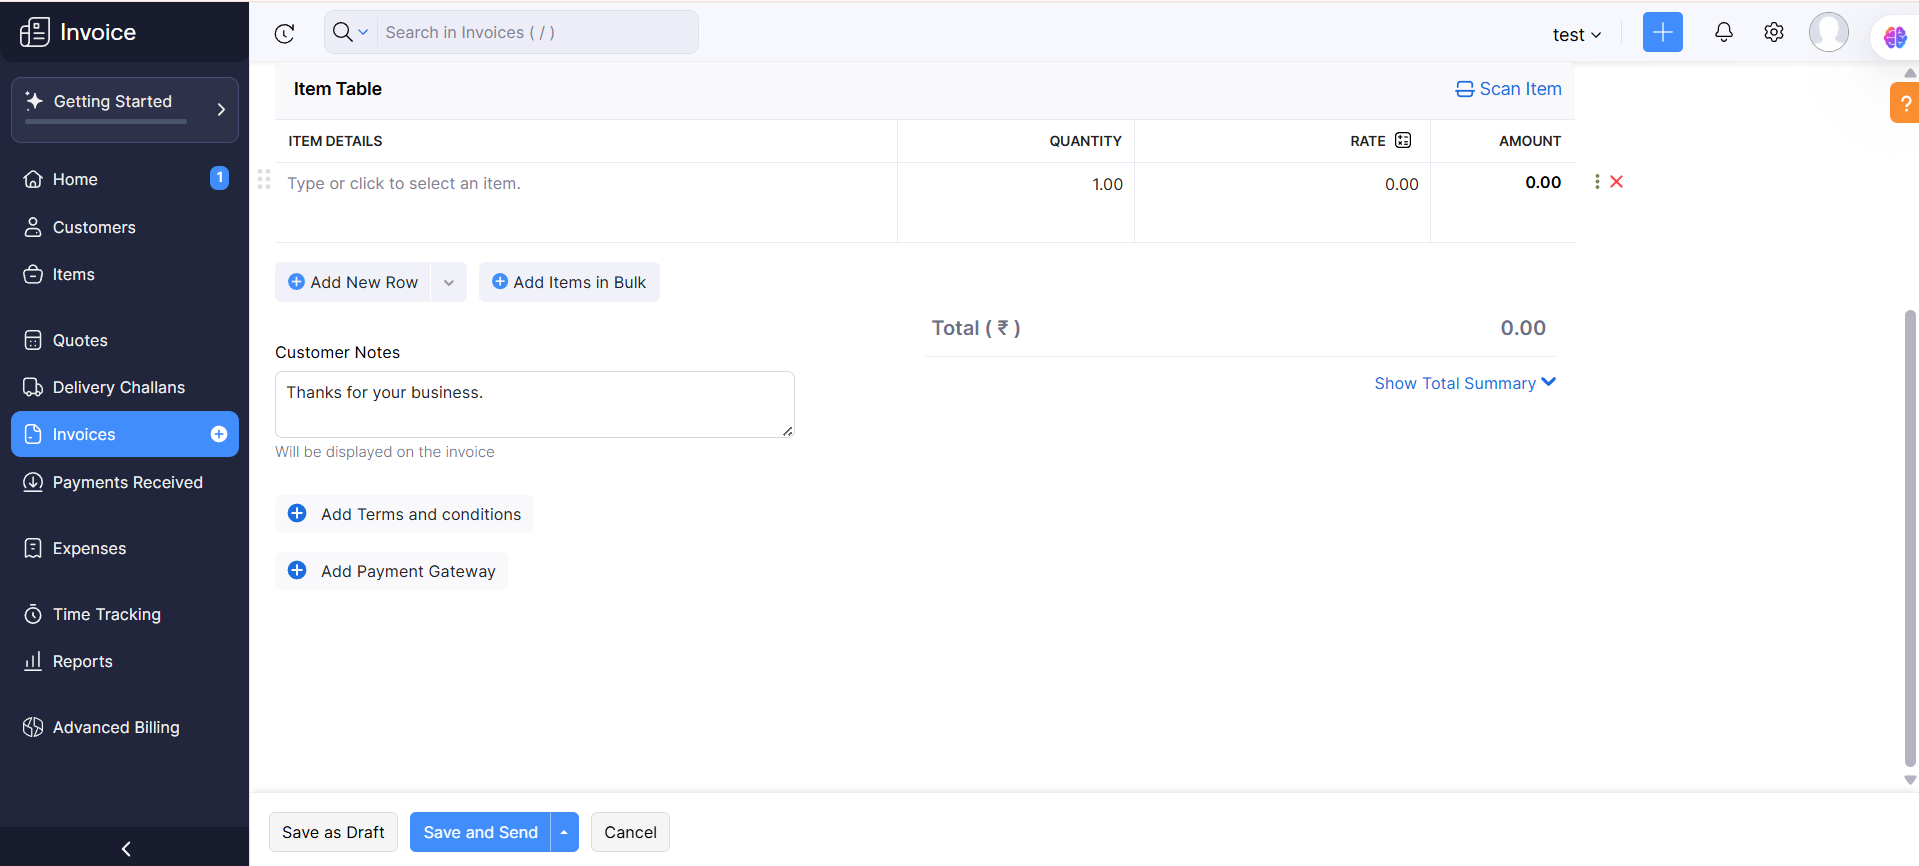 Invoice
Search in Invoices ( / )
test
Getting Started
Home
1
Customers
Items
Quotes
Delivery Challans
Invoices
Payments Received
Expenses
Time Tracking
Reports
Advanced Billing
Item Table
Scan Item
ITEM DETAILS QUANTITY RATE AMOUNT
Type or click to select an item. 1.00 0.00 0.00
Add New Row Add Items in Bulk
Total ( ₹ ) 0.00
Show Total Summary
Customer Notes
Thanks for your business.
Will be displayed on the invoice
Add Terms and conditions
Add Payment Gateway
Save as Draft Save and Send Cancel
?